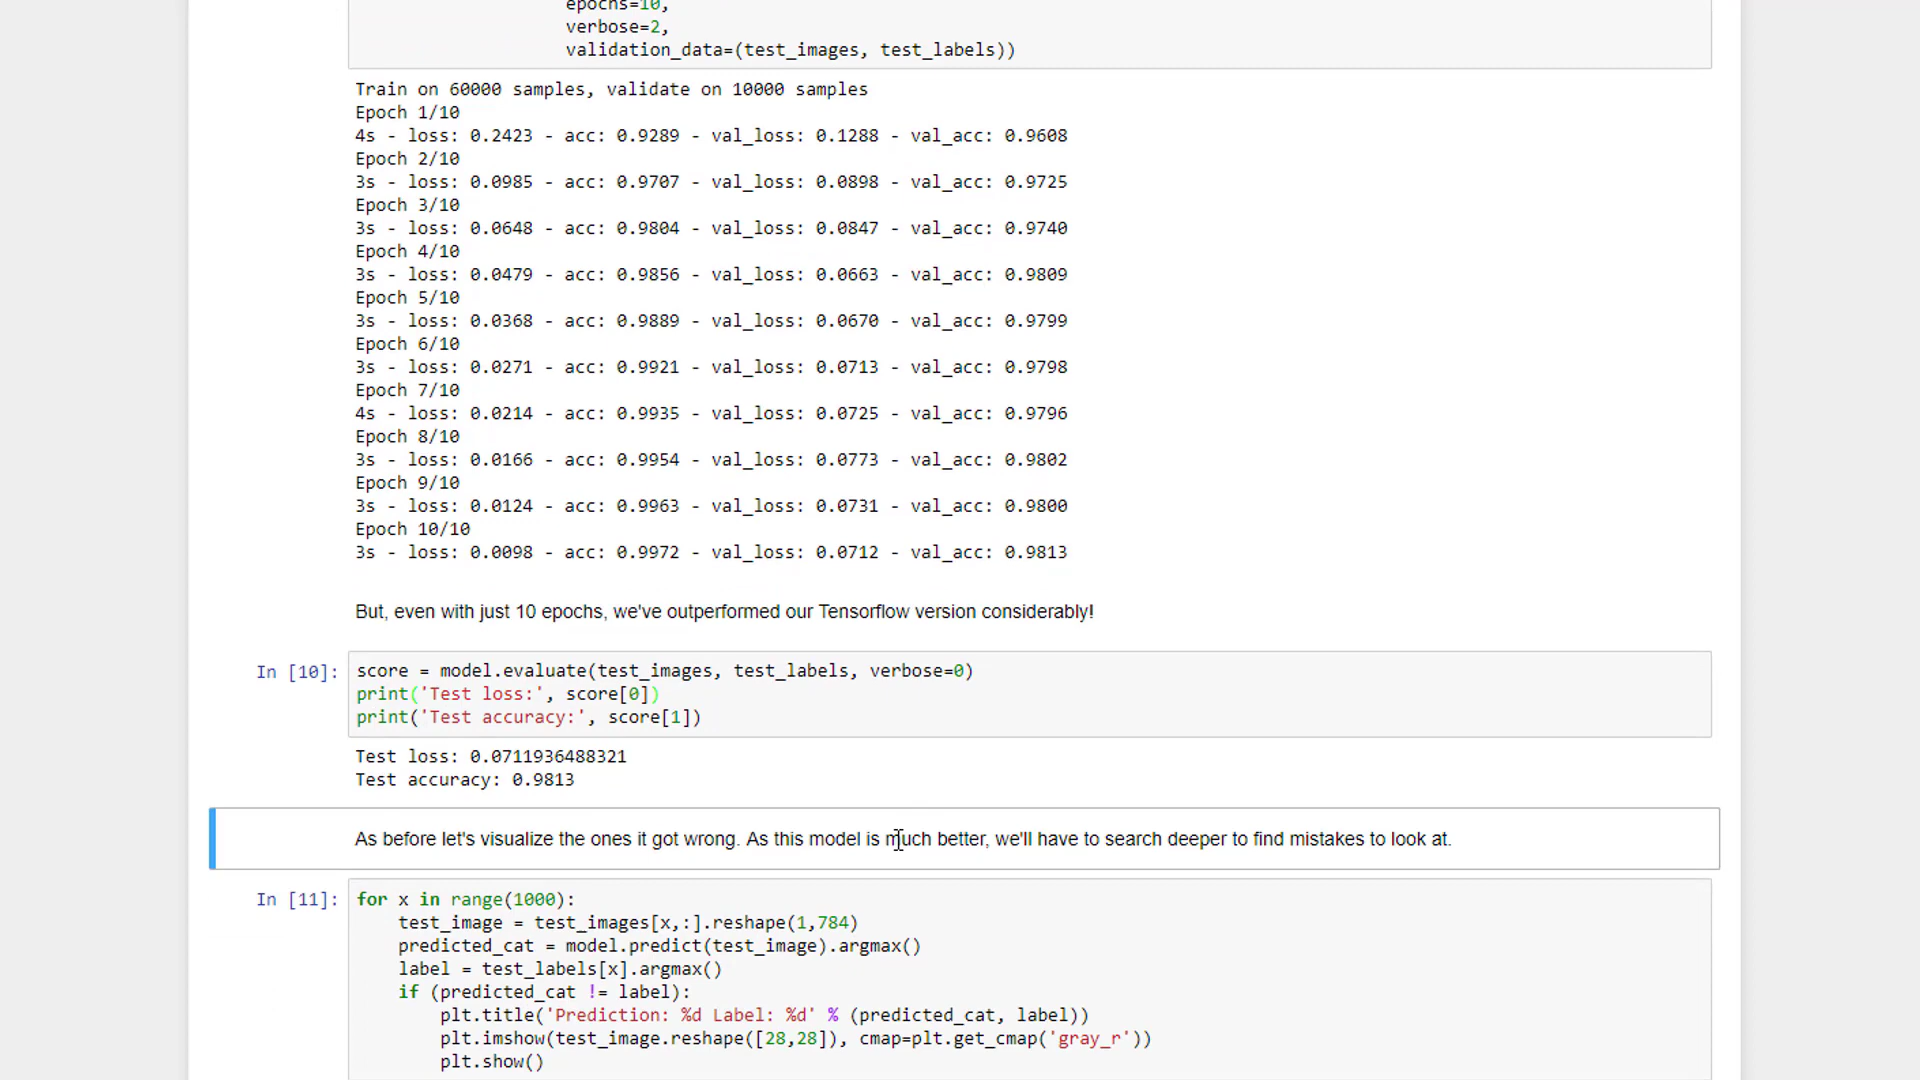 epochs=10,
verbose=2,
validation_data=(test_images, test_labels))
Train on 60000 samples, validate on 10000 samples
Epoch 1/10
4s - loss: 0.2423 - acc: 0.9289 - val_loss: 0.1288 - val_acc: 0.9608
Epoch 2/10
3s - loss: 0.0985 - acc: 0.9707 - val_loss: 0.0898 - val_acc: 0.9725
Epoch 3/10
3s - loss: 0.0648 - acc: 0.9804 - val_loss: 0.0847 - val_acc: 0.9740
Epoch 4/10
3s - loss: 0.0479 - acc: 0.9856 - val_loss: 0.0663 - val_acc: 0.9809
Epoch 5/10
3s - loss: 0.0368 - acc: 0.9889 - val_loss: 0.0670 - val_acc: 0.9799
Epoch 6/10
3s - loss: 0.0271 - acc: 0.9921 - val_loss: 0.0713 - val_acc: 0.9798
Epoch 7/10
4s - loss: 0.0214 - acc: 0.9935 - val_loss: 0.0725 - val_acc: 0.9796
Epoch 8/10
3s - loss: 0.0166 - acc: 0.9954 - val_loss: 0.0773 - val_acc: 0.9802
Epoch 9/10
3s - loss: 0.0124 - acc: 0.9963 - val_loss: 0.0731 - val_acc: 0.9800
Epoch 10/10
3s - loss: 0.0098 - acc: 0.9972 - val_loss: 0.0712 - val_acc: 0.9813
But, even with just 10 epochs, we've outperformed our Tensorflow version considerably!
In [10]: score = model.evaluate(test_images, test_labels, verbose=0)
print('Test loss:', score[0])
print('Test accuracy:', score[1])
Test loss: 0.0711936488321
Test accuracy: 0.9813
As before let's visualize the ones it got wrong. As this model is much better, we'll have to search deeper to find mistakes to look at.
In [11]: for x in range(1000):
test_image = test_images[x,:].reshape(1,784)
predicted_cat = model.predict(test_image).argmax()
label = test_labels[x].argmax()
if (predicted_cat != label):
plt.title('Prediction: %d Label: %d' % (predicted_cat, label))
plt.imshow(test_image.reshape([28,28]), cmap=plt.get_cmap('gray_r'))
plt.show()